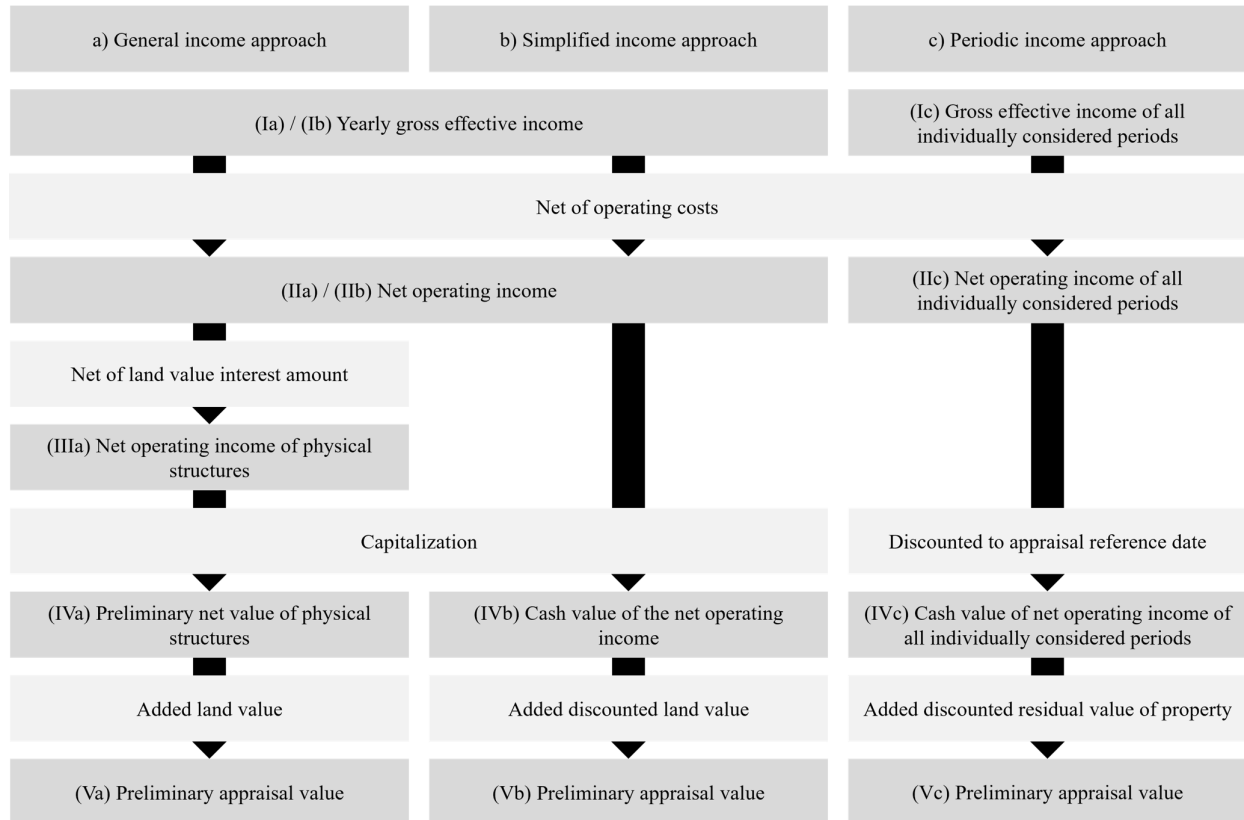 a) General income approach
b) Simplified income approach
c) Periodic income approach
(Ia) / (Ib) Yearly gross effective income
(Ic) Gross effective income of all
individually considered periods
Net of operating costs
(IIa) / (IIb) Net operating income
(IIc) Net operating income of all
individually considered periods
Net of land value interest amount
(IIIa) Net operating income of physical
structures
Capitalization
Discounted to appraisal reference date
(IVa) Preliminary net value of physical
structures
(IVb) Cash value of the net operating
income
(IVc) Cash value of net operating income of
all individually considered periods
Added land value
Added discounted land value
Added discounted residual value of property
(Va) Preliminary appraisal value
(Vb) Preliminary appraisal value
(Vc) Preliminary appraisal value